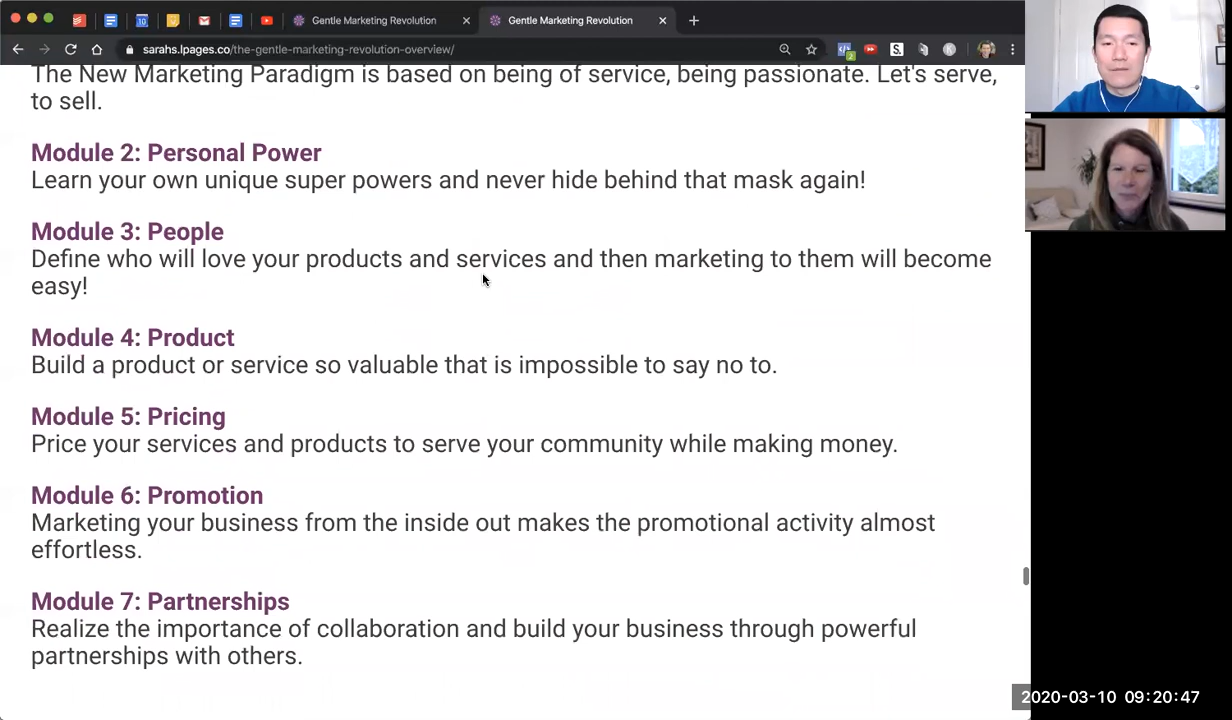 Gentle Marketing Revolution
Gentle Marketing Revolution
sarahs.lpages.co/the-gentle-marketing-revolution-overview/
The New Marketing Paradigm is based on being of service, being passionate. Let's serve,
to sell.
Module 2: Personal Power
Learn your own unique super powers and never hide behind that mask again!
Module 3: People
Define who will love your products and services and then marketing to them will become
easy!
Module 4: Product
Build a product or service so valuable that is impossible to say no to.
Module 5: Pricing
Price your services and products to serve your community while making money.
Module 6: Promotion
Marketing your business from the inside out makes the promotional activity almost
effortless.
Module 7: Partnerships
Realize the importance of collaboration and build your business through powerful
partnerships with others.
2020-03-10 09:20:47